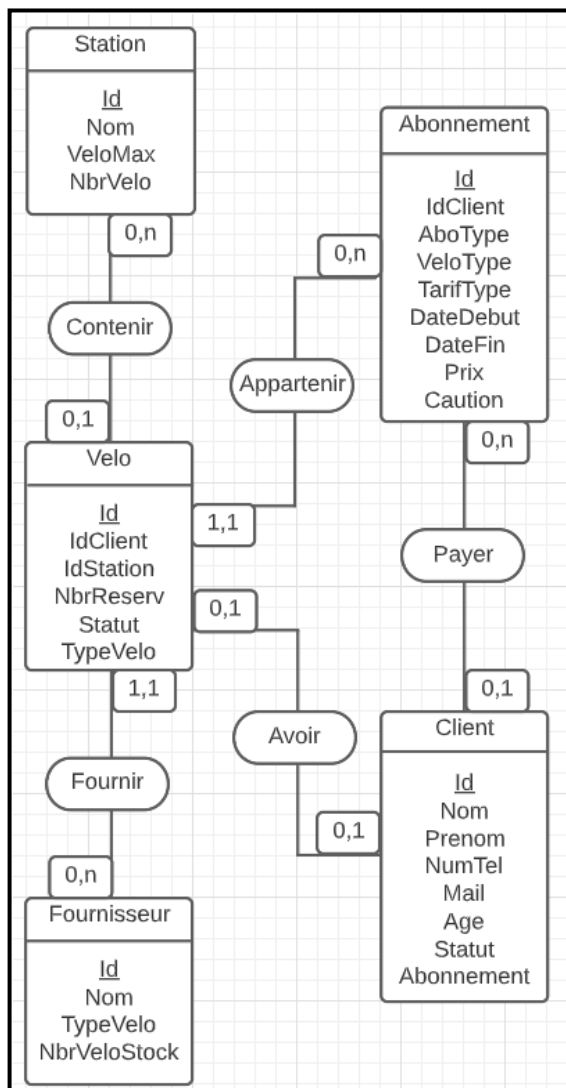 Station
Id
Nom
VeloMax
NbrVelo
0,n
Contenir
0,1
Velo
Id
IdClient
IdStation
NbrReserv
Statut
TypeVelo
1,1
Fournir
0,n
Fournisseur
Id
Nom
TypeVelo
NbrVeloStock
1,1
Appartenir
0,n
0,1
Avoir
0,1
Abonnement
Id
IdClient
AboType
VeloType
TarifType
DateDebut
DateFin
Prix
Caution
0,n
Payer
0,1
Client
Id
Nom
Prenom
NumTel
Mail
Age
Statut
Abonnement